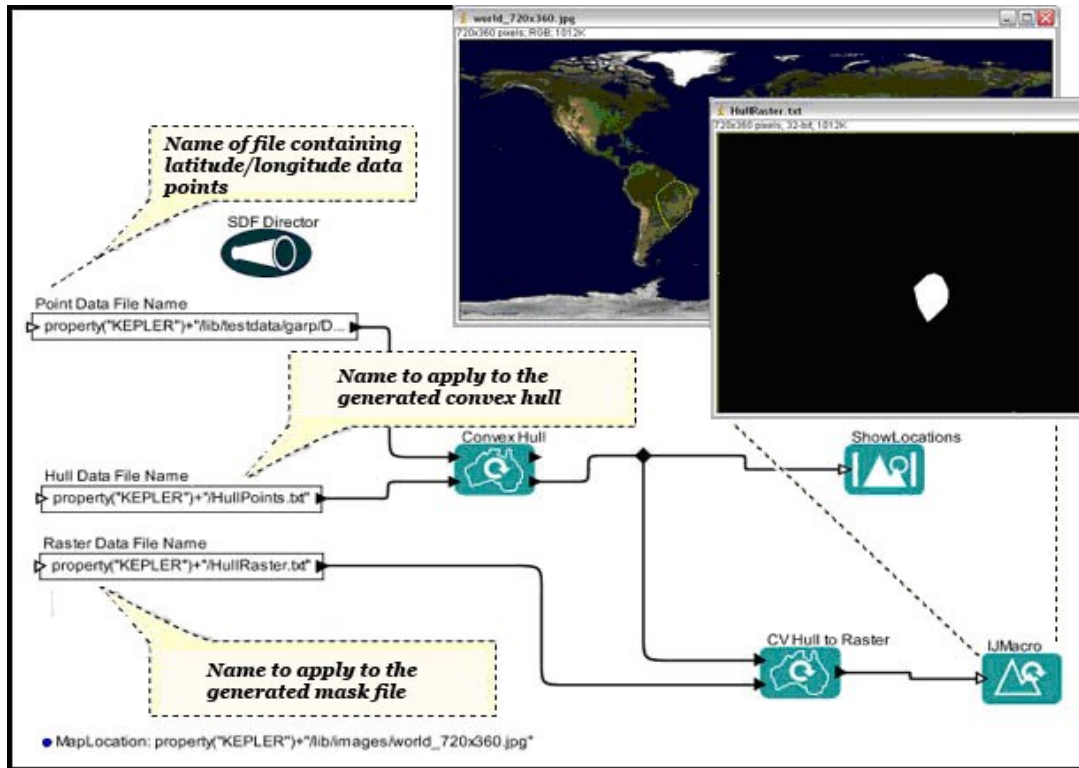 world_720x360.jpg
720x360 pixels; RGB; 1012K
HullRaster.txt
720x360 pixels, 32-bit, 1012K
Name of file containing
latitude/longitude data
points
SDF Director
Point Data File Name
property("KEPLER")+"/lib/testdata/garp/D...
Name to apply to the
generated convex hull
Convex Hull
ShowLocations
Hull Data File Name
property("KEPLER")+"/HullPoints.txt"
Raster Data File Name
property("KEPLER")+"/HullRaster.txt"
CV Hull to Raster
IJMacro
Name to apply to the
generated mask file
MapLocation: property("KEPLER")+"/lib/images/world_720x360.jpg"